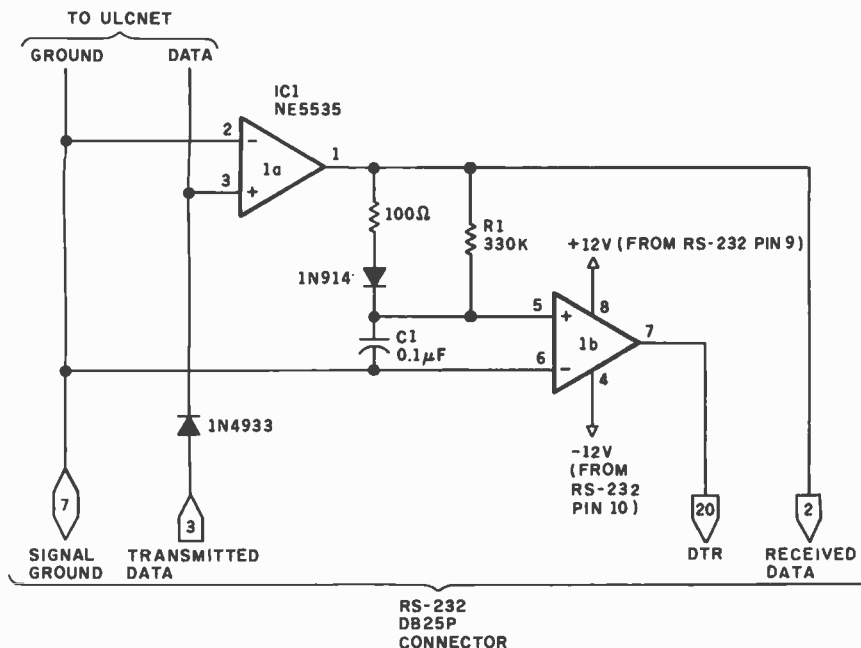 TO ULCNET
GROUND
DATA
IC1
NE5535
2
-
1a
1
3
+
100Ω
R1
330K
+12V (FROM RS-232 PIN 9)
1N914
5
+
8
1b
7
C1
0.1µF
6
-
4
1N4933
-12V
(FROM
RS-232
PIN 10)
7
3
20
2
SIGNAL
GROUND
TRANSMITTED
DATA
DTR
RECEIVED
DATA
RS-232
DB25P
CONNECTOR